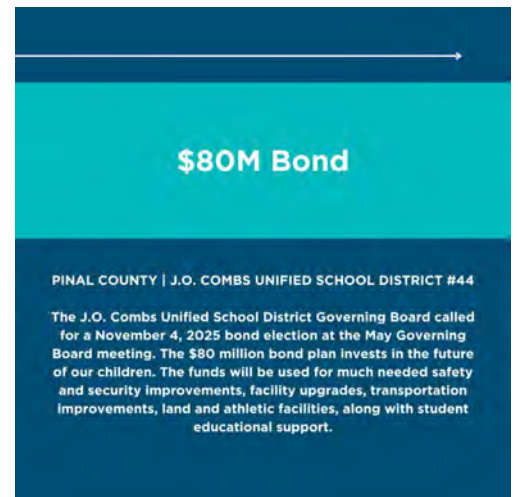 $80M Bond
PINAL COUNTY | J.O. COMBS UNIFIED SCHOOL DISTRICT #44
The J.O. Combs Unified School District Governing Board called
for a November 4, 2025 bond election at the May Governing
Board meeting. The $80 million bond plan invests in the future
of our children. The funds will be used for much needed safety
and security improvements, facility upgrades, transportation
improvements, land and athletic facilities, along with student
educational support.